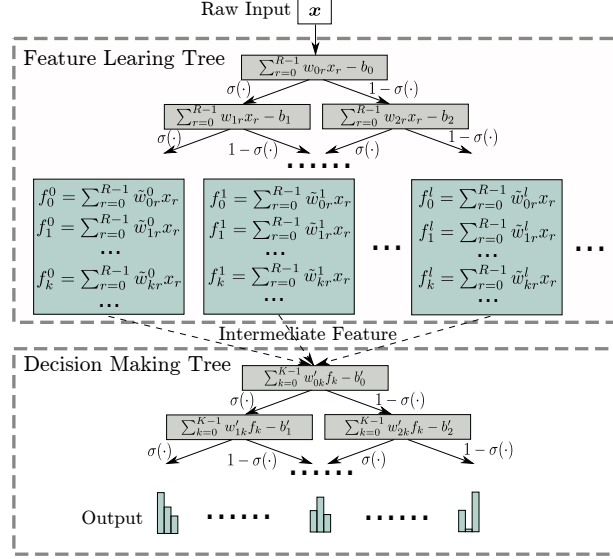 Raw Input x
Feature Learing Tree
∑_{r=0}^{R-1} w_{0r}x_r − b_0
σ(·) 1 − σ(·)
∑_{r=0}^{R-1} w_{1r}x_r − b_1 ∑_{r=0}^{R-1} w_{2r}x_r − b_2
σ(·) 1 − σ(·) σ(·) 1 − σ(·)
......
f_0^0 = ∑_{r=0}^{R-1} w̃_{0r}^0 x_r
f_1^0 = ∑_{r=0}^{R-1} w̃_{1r}^0 x_r
...
f_k^0 = ∑_{r=0}^{R-1} w̃_{kr}^0 x_r
...
f_0^1 = ∑_{r=0}^{R-1} w̃_{0r}^1 x_r
f_1^1 = ∑_{r=0}^{R-1} w̃_{1r}^1 x_r
...
f_k^1 = ∑_{r=0}^{R-1} w̃_{kr}^1 x_r
...
...
f_0^l = ∑_{r=0}^{R-1} w̃_{0r}^l x_r
f_1^l = ∑_{r=0}^{R-1} w̃_{1r}^l x_r
...
f_k^l = ∑_{r=0}^{R-1} w̃_{kr}^l x_r
...
...
Intermediate Feature
Decision Making Tree
∑_{k=0}^{K-1} w′_{0k}f_k − b′_0
σ(·) 1 − σ(·)
∑_{k=0}^{K-1} w′_{1k}f_k − b′_1 ∑_{k=0}^{K-1} w′_{2k}f_k − b′_2
σ(·) 1 − σ(·) σ(·) 1 − σ(·)
......
Output ...... ......